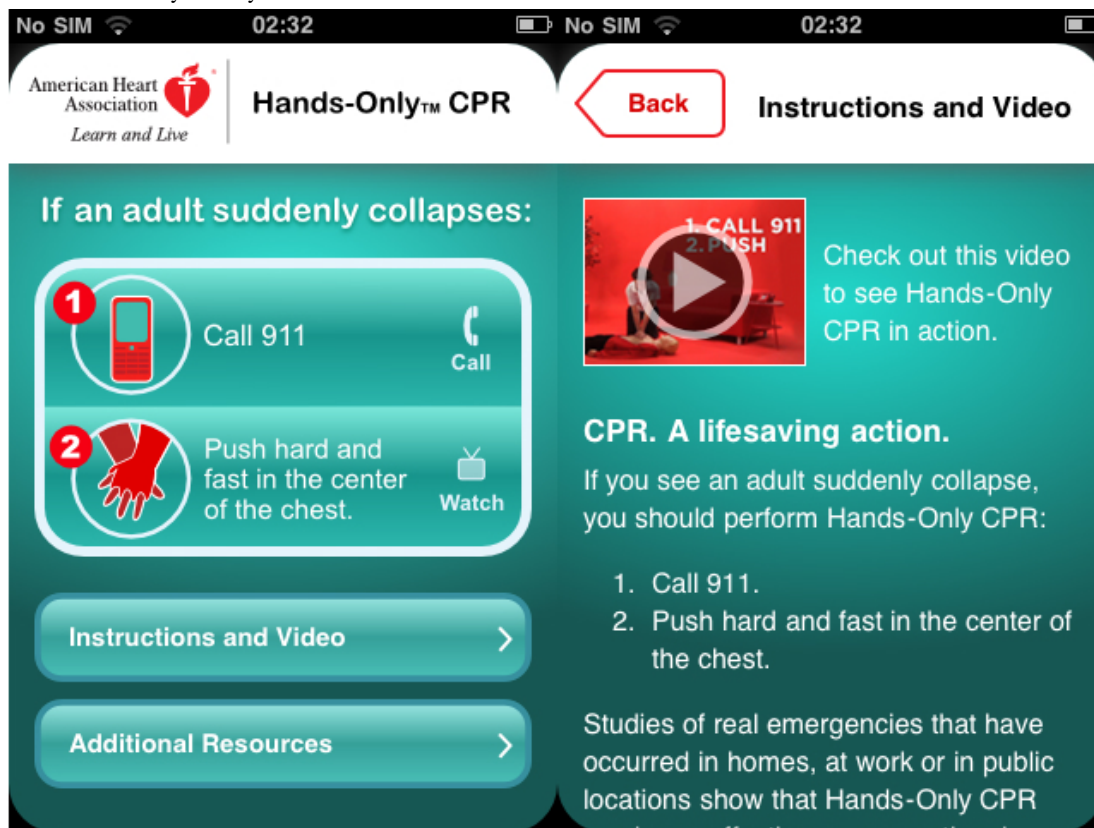 No SIM 02:32
American Heart
Association
Learn and Live
Hands-Only™ CPR
If an adult suddenly collapses:
1
Call 911
Call
2
Push hard and
fast in the center
of the chest.
Watch
Instructions and Video
Additional Resources
No SIM 02:32
Back
Instructions and Video
1. CALL 911
2. PUSH
Check out this video
to see Hands-Only
CPR in action.
CPR. A lifesaving action.
If you see an adult suddenly collapse,
you should perform Hands-Only CPR:
1. Call 911.
2. Push hard and fast in the center of
the chest.
Studies of real emergencies that have
occurred in homes, at work or in public
locations show that Hands-Only CPR